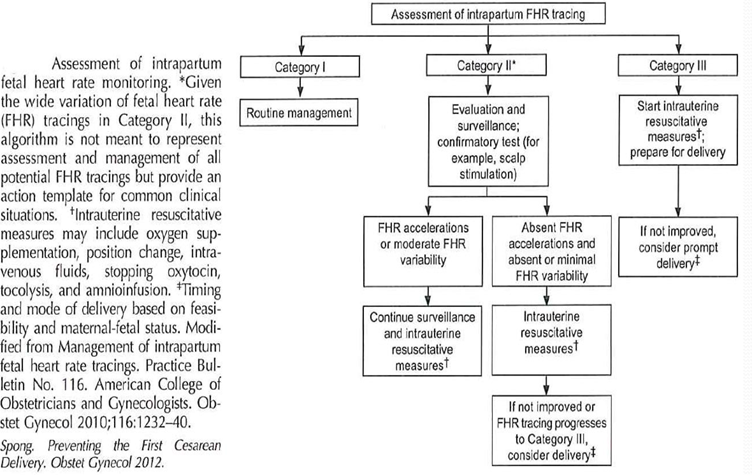 Assessment of intrapartum
fetal heart rate monitoring. *Given
the wide variation of fetal heart rate
(FHR) tracings in Category II, this
algorithm is not meant to represent
assessment and management of all
potential FHR tracings but provide an
action template for common clinical
situations. †Intrauterine resuscitative
measures may include oxygen sup-
plementation, position change, intra-
venous fluids, stopping oxytocin,
tocolysis, and amnioinfusion. ‡Timing
and mode of delivery based on feasi-
bility and maternal-fetal status. Modi-
fied from Management of intrapartum
fetal heart rate tracings. Practice Bul-
letin No. 116. American College of
Obstetricians and Gynecologists. Ob-
stet Gynecol 2010;116:1232–40.
Spong. Preventing the First Cesarean
Delivery. Obstet Gynecol 2012.
Assessment of intrapartum FHR tracing
Category I
Routine management
Category II*
Evaluation and
surveillance;
confirmatory test (for
example, scalp
stimulation)
FHR accelerations
or moderate FHR
variability
Continue surveillance
and intrauterine
resuscitative
measures†
Absent FHR
accelerations and
absent or minimal
FHR variability
Intrauterine
resuscitative
measures†
If not improved or
FHR tracing progresses
to Category III,
consider delivery‡
Category III
Start intrauterine
resuscitative
measures†;
prepare for delivery
If not improved,
consider prompt
delivery‡